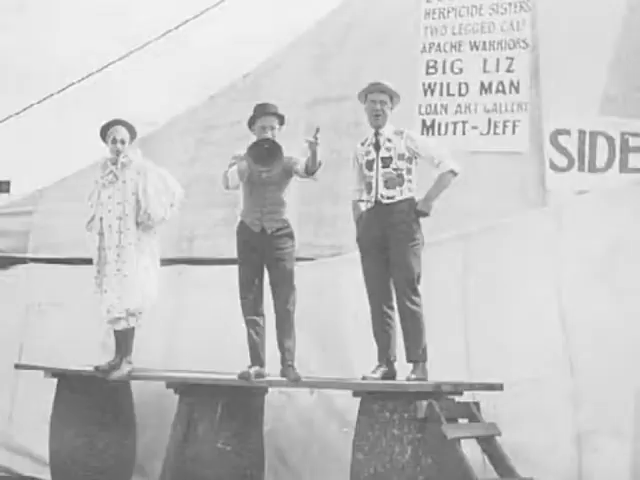 HERPICIDE SISTERS
TWO LEGGED CALF
APACHE WARRIORS
BIG LIZ
WILD MAN
LOAN ART GALLERY
MUTT-JEFF
SIDE